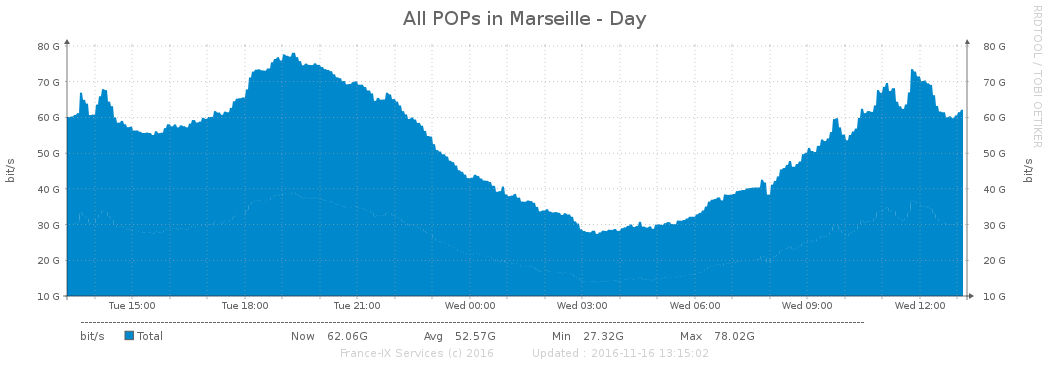 All POPs in Marseille - Day
RRDTOOL / TOBI OETIKER
80 G 80 G
70 G 70 G
60 G 60 G
50 G 50 G
40 G 40 G
30 G 30 G
20 G 20 G
10 G 10 G
bit/s bit/s
Tue 15:00 Tue 18:00 Tue 21:00 Wed 00:00 Wed 03:00 Wed 06:00 Wed 09:00 Wed 12:00
bit/s Total Now 62.06G Avg 52.57G Min 27.32G Max 78.02G
France-IX Services (c) 2016 Updated : 2016-11-16 13:15:02